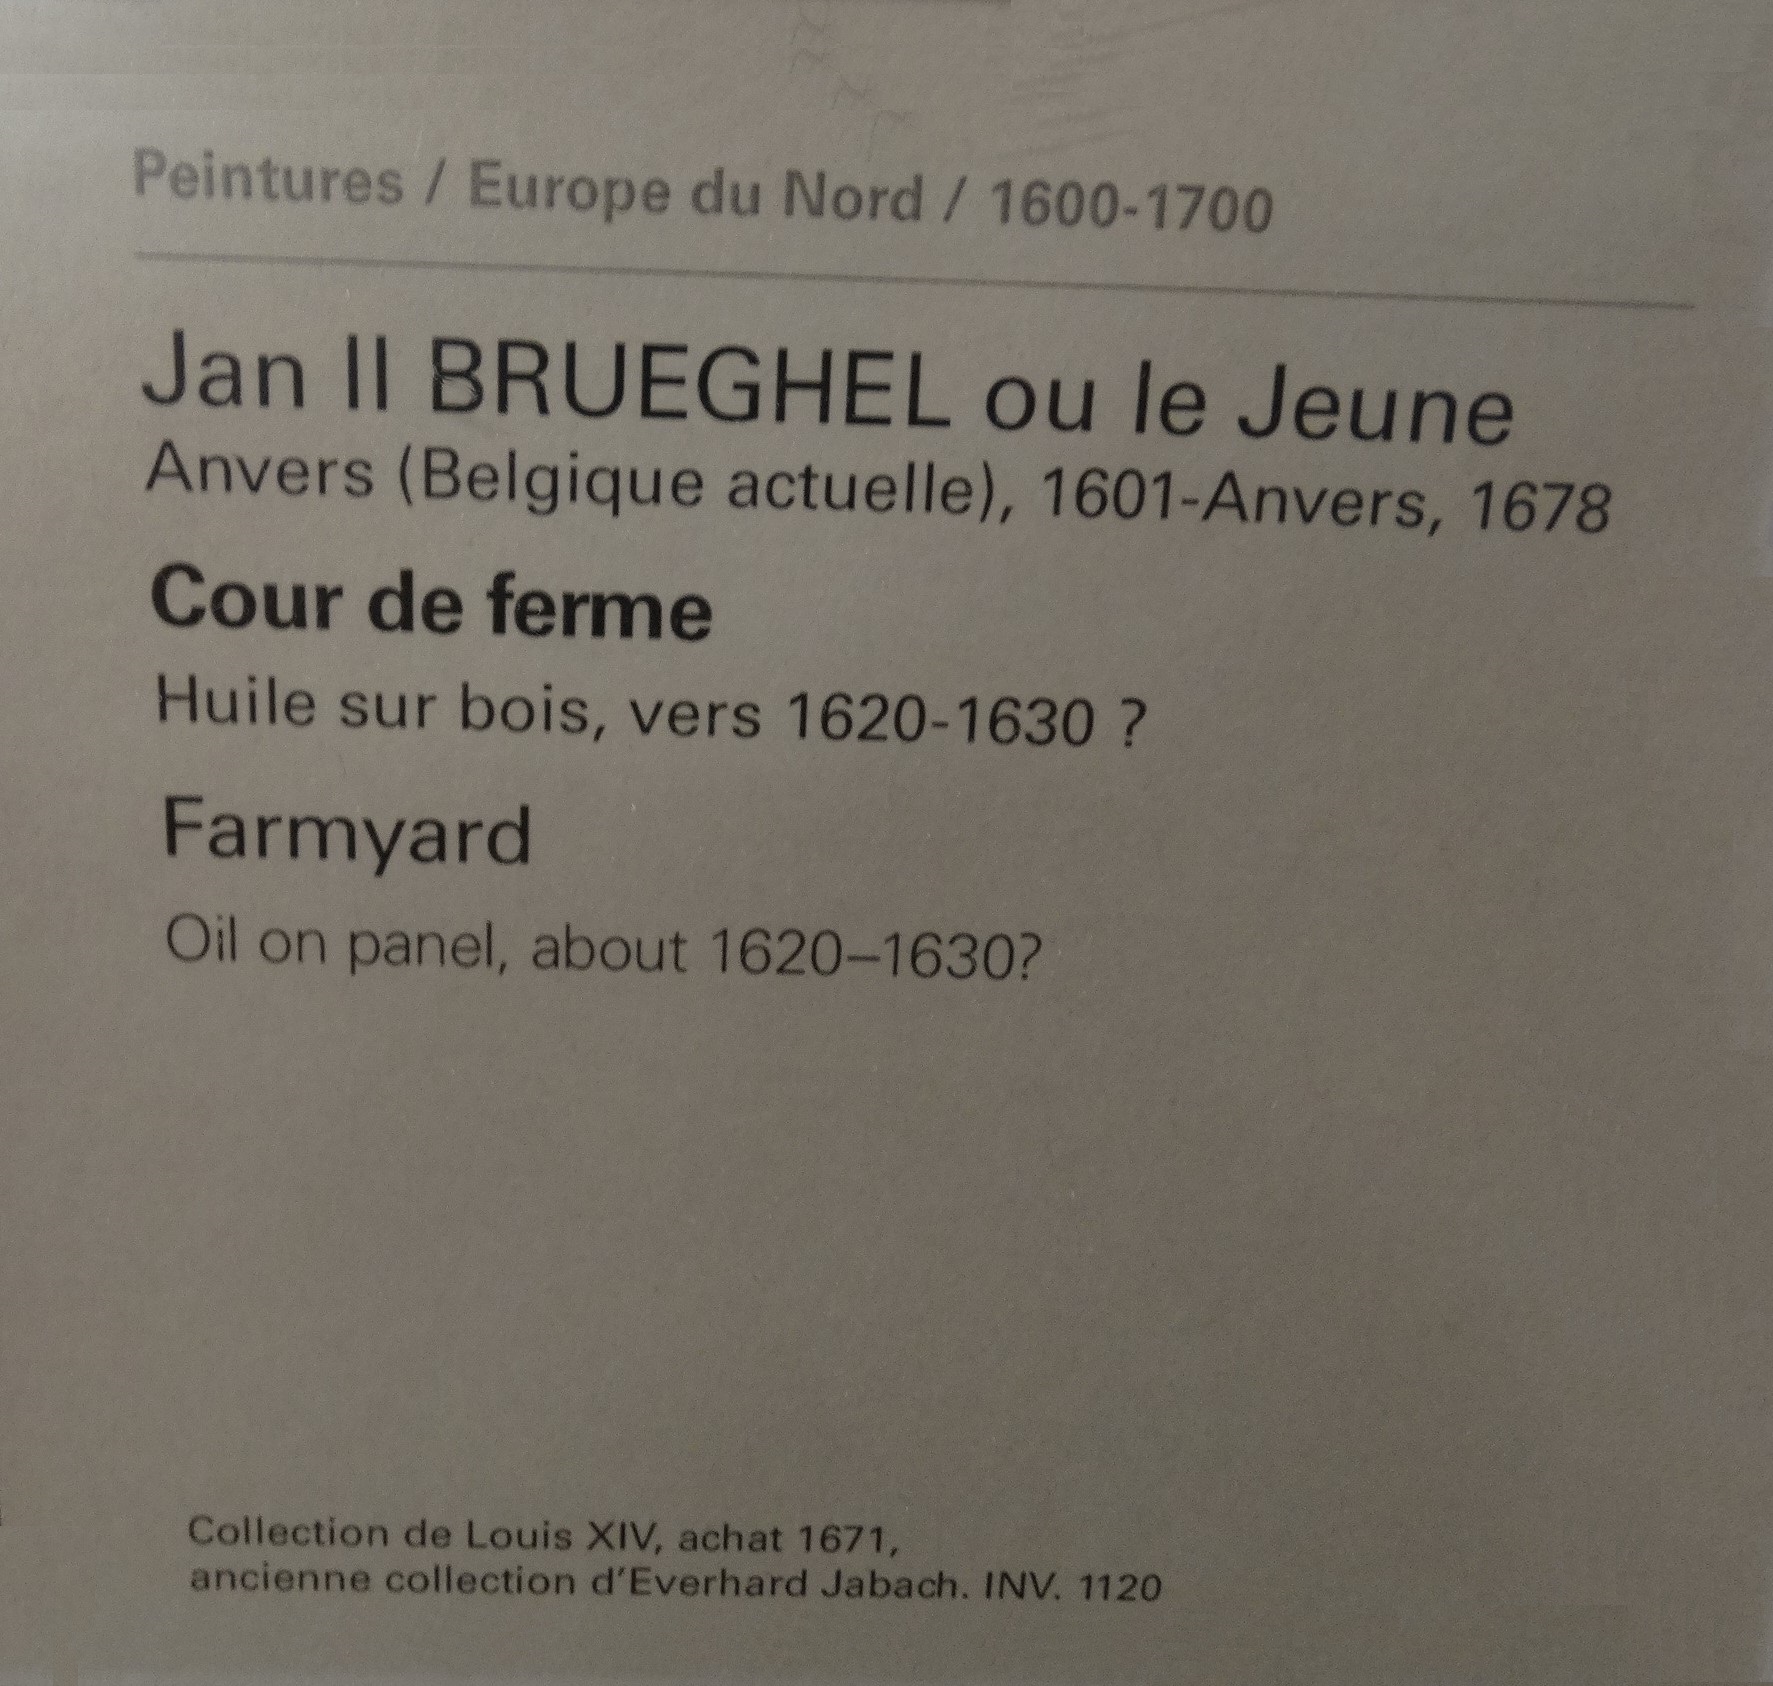 Peintures / Europe du Nord / 1600-1700
Jan II BRUEGHEL ou le Jeune
Anvers (Belgique actuelle), 1601-Anvers, 1678
Cour de ferme
Huile sur bois, vers 1620-1630 ?
Farmyard
Oil on panel, about 1620–1630?
Collection de Louis XIV, achat 1671,
ancienne collection d'Everhard Jabach. INV. 1120